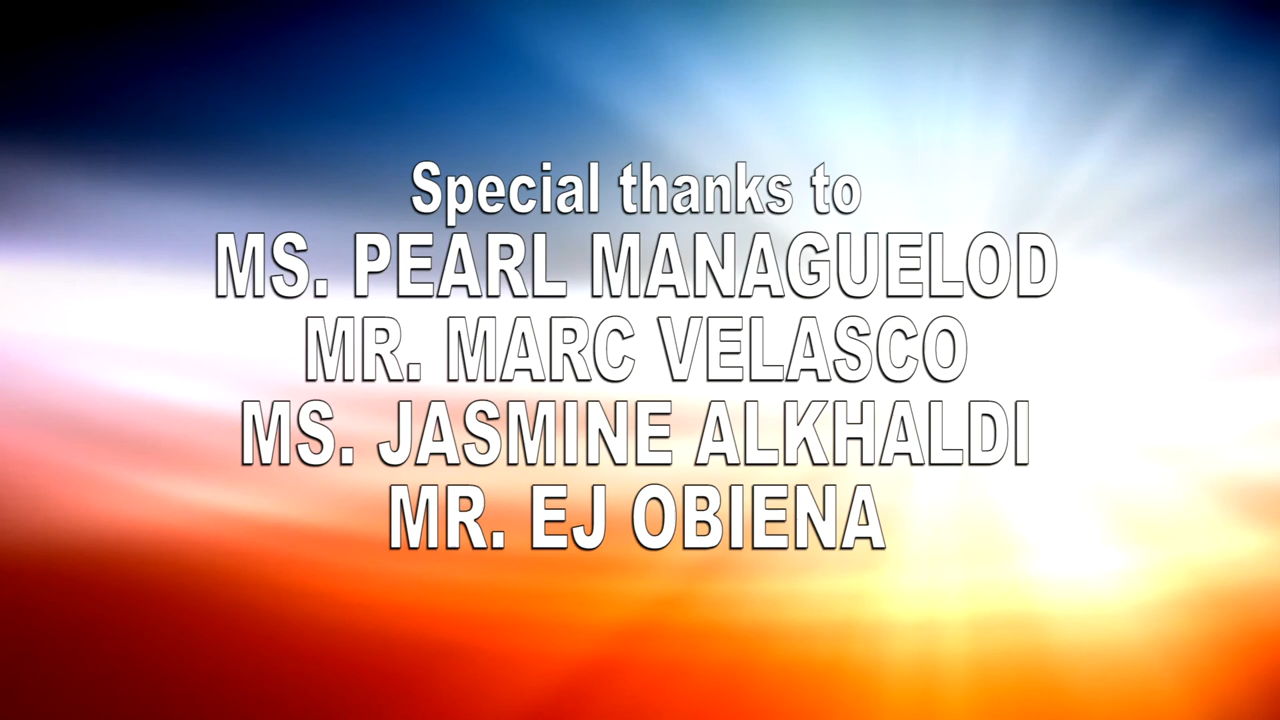 Special thanks to
MS. PEARL MANAGUELOD
MR. MARC VELASCO
MS. JASMINE ALKHALDI
MR. EJ OBIENA